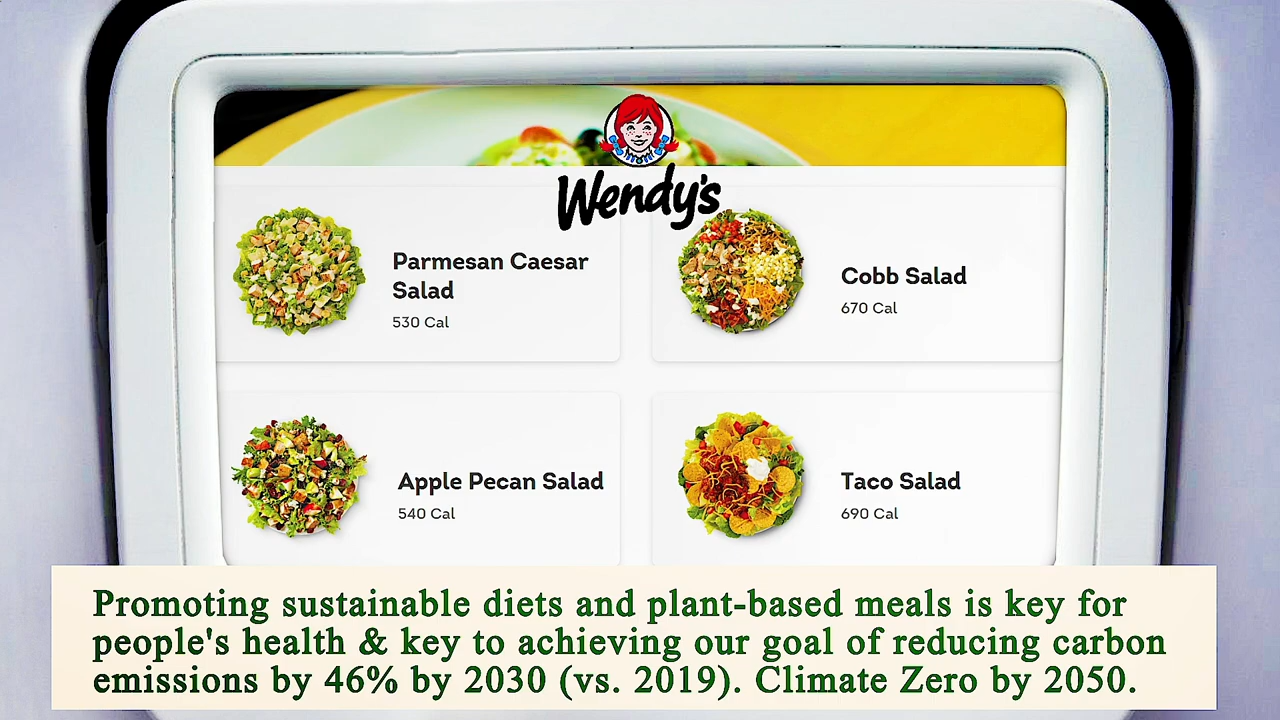 Wendy's
Parmesan Caesar
Salad
530 Cal
Cobb Salad
670 Cal
Apple Pecan Salad
540 Cal
Taco Salad
690 Cal
Promoting sustainable diets and plant-based meals is key for
people's health & key to achieving our goal of reducing carbon
emissions by 46% by 2030 (vs. 2019). Climate Zero by 2050.